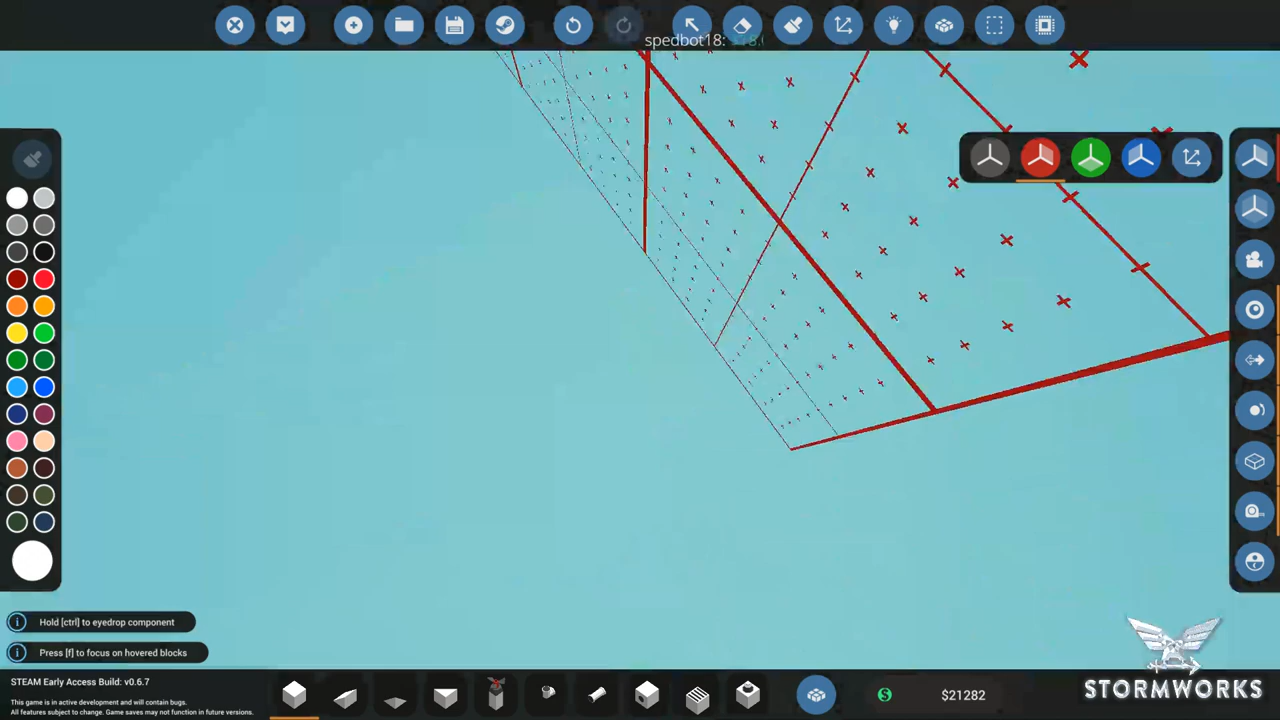 spedbot18:
Hold [ctrl] to eyedrop component
Press [f] to focus on hovered blocks
STEAM Early Access Build: v0.6.7
This game is in active development and will contain bugs.
All features subject to change. Game saves may not function in future versions.
$21282
STORMWORKS